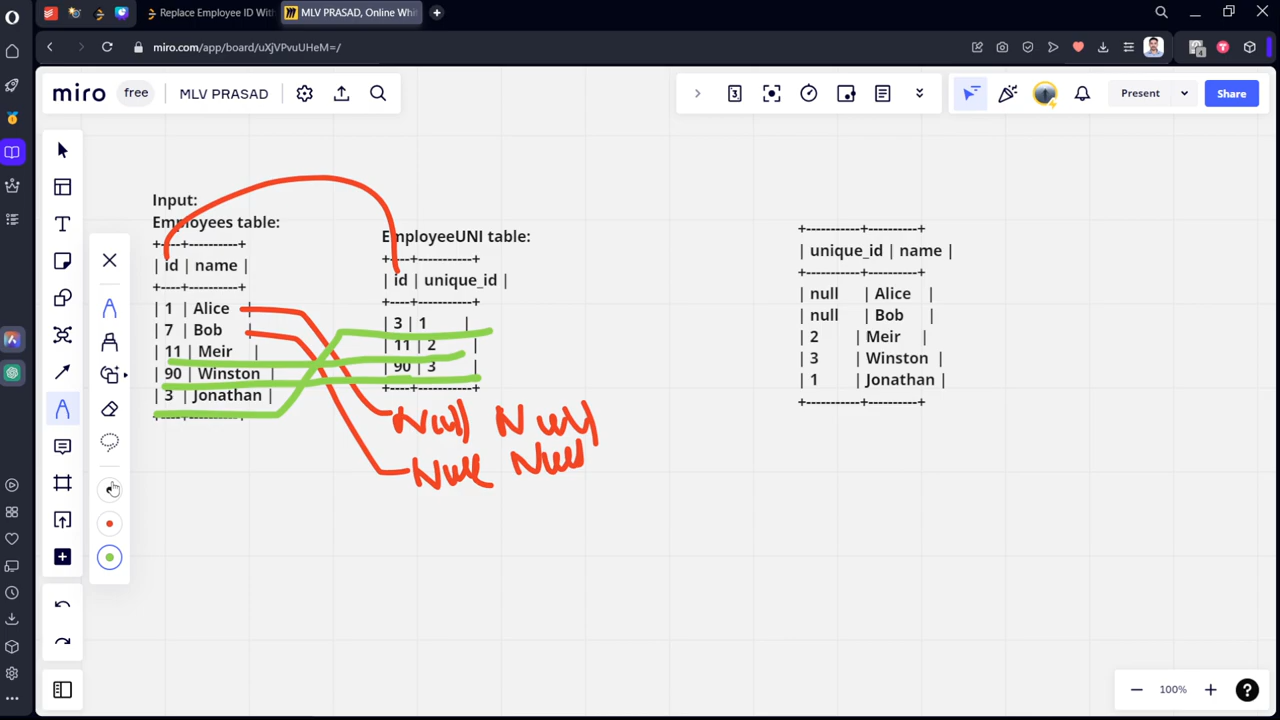 Replace Employee ID With
MLV PRASAD, Online Whi
miro.com/app/board/uXjVPvuUHeM=/
miro free MLV PRASAD
3
Present
Share
Input:
Employees table:
+----+----------+
| id | name |
+----+----------+
| 1 | Alice |
| 7 | Bob |
| 11 | Meir |
| 90 | Winston |
| 3 | Jonathan |
+----+----------+
EmployeeUNI table:
+----+-----------+
| id | unique_id |
+----+-----------+
| 3 | 1 |
| 11 | 2 |
| 90 | 3 |
+----+-----------+
Null Null
Null Null
+-----------+----------+
| unique_id | name |
+-----------+----------+
| null | Alice |
| null | Bob |
| 2 | Meir |
| 3 | Winston |
| 1 | Jonathan |
+-----------+----------+
100%
?